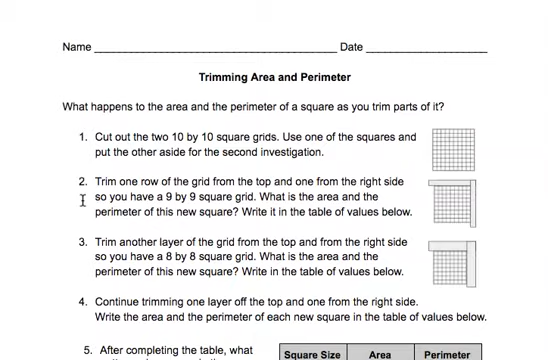 Name ____________________________________ Date __________________
Trimming Area and Perimeter
What happens to the area and the perimeter of a square as you trim parts of it?
1. Cut out the two 10 by 10 square grids. Use one of the squares and
put the other aside for the second investigation.
2. Trim one row of the grid from the top and one from the right side
so you have a 9 by 9 square grid. What is the area and the
perimeter of this new square? Write it in the table of values below.
3. Trim another layer of the grid from the top and from the right side
so you have a 8 by 8 square grid. What is the area and the
perimeter of this new square? Write in the table of values below.
4. Continue trimming one layer off the top and one from the right side.
Write the area and the perimeter of each new square in the table of values below.
5. After completing the table, what
Square Size Area Perimeter